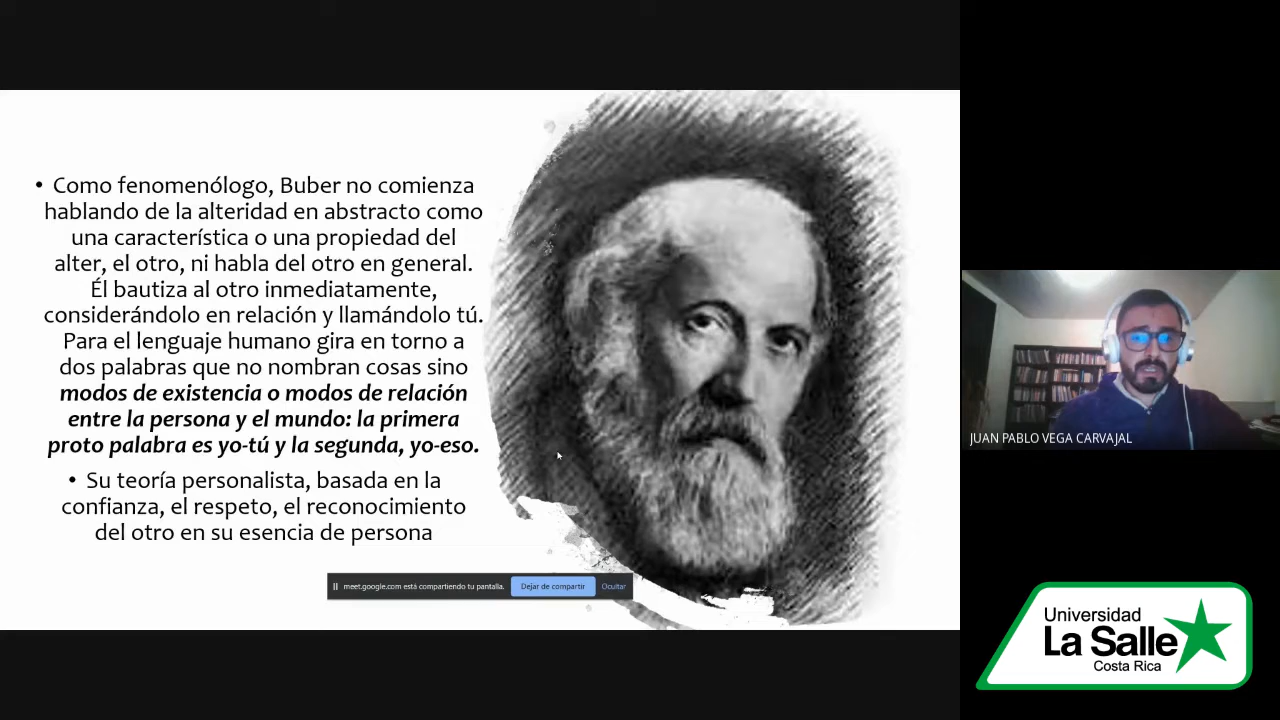 • Como fenomenólogo, Buber no comienza
hablando de la alteridad en abstracto como
una característica o una propiedad del
alter, el otro, ni habla del otro en general.
Él bautiza al otro inmediatamente,
considerándolo en relación y llamándolo tú.
Para el lenguaje humano gira en torno a
dos palabras que no nombran cosas sino
modos de existencia o modos de relación
entre la persona y el mundo: la primera
proto palabra es yo-tú y la segunda, yo-eso.
• Su teoría personalista, basada en la
confianza, el respeto, el reconocimiento
del otro en su esencia de persona
meet.google.com está compartiendo tu pantalla. Dejar de compartir Ocultar
JUAN PABLO VEGA CARVAJAL
Universidad
La Salle
Costa Rica